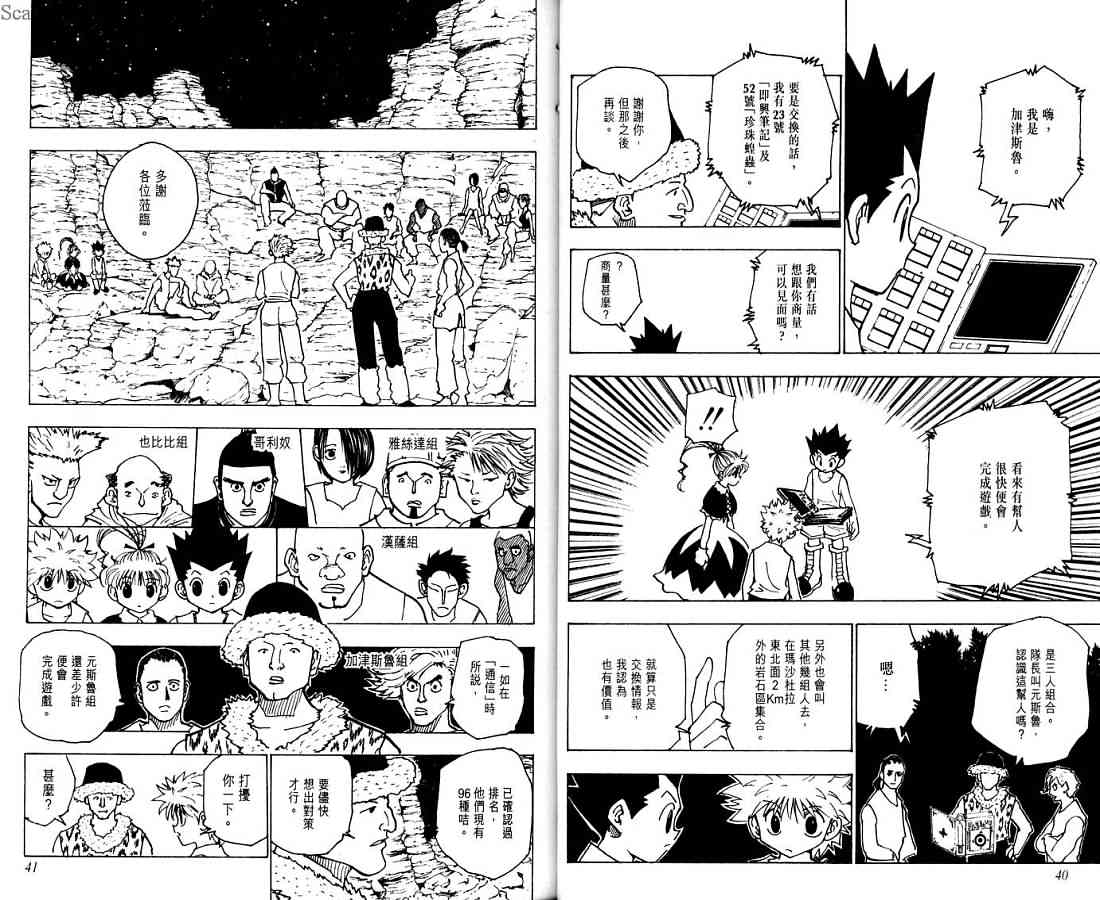 Sca
嗨，
我是
加津斯魯。
要是交換的話，
我有23號
「即興筆記」及
52號「珍珠蝗蟲」。
謝謝你，
但那之後
再談。
我們有話
想跟你商量，
可以見面嗎？
？
商量甚麼？
看來有幫人
很快便會
完成遊戲。
!!
是三人組合。
隊長叫元斯魯
認識這幫人嗎？
嗯…
另外也會叫
其他幾組人去，
在瑪沙杜拉
東北面2Km
外的岩石區集合。
就算只是
交換情報，
我認為
也有價值。
40
多謝
各位蒞臨。
雅絲達組
哥利奴
也比比組
漢薩組
加津斯魯組
一如在
「通信」時
所說，
元斯魯組
還差少許
便會
完成遊戲。
已確認過
排名，
他們現有
96種咭。
要儘快
想出對策
才行。
打擾
你一下。
甚麼？
41